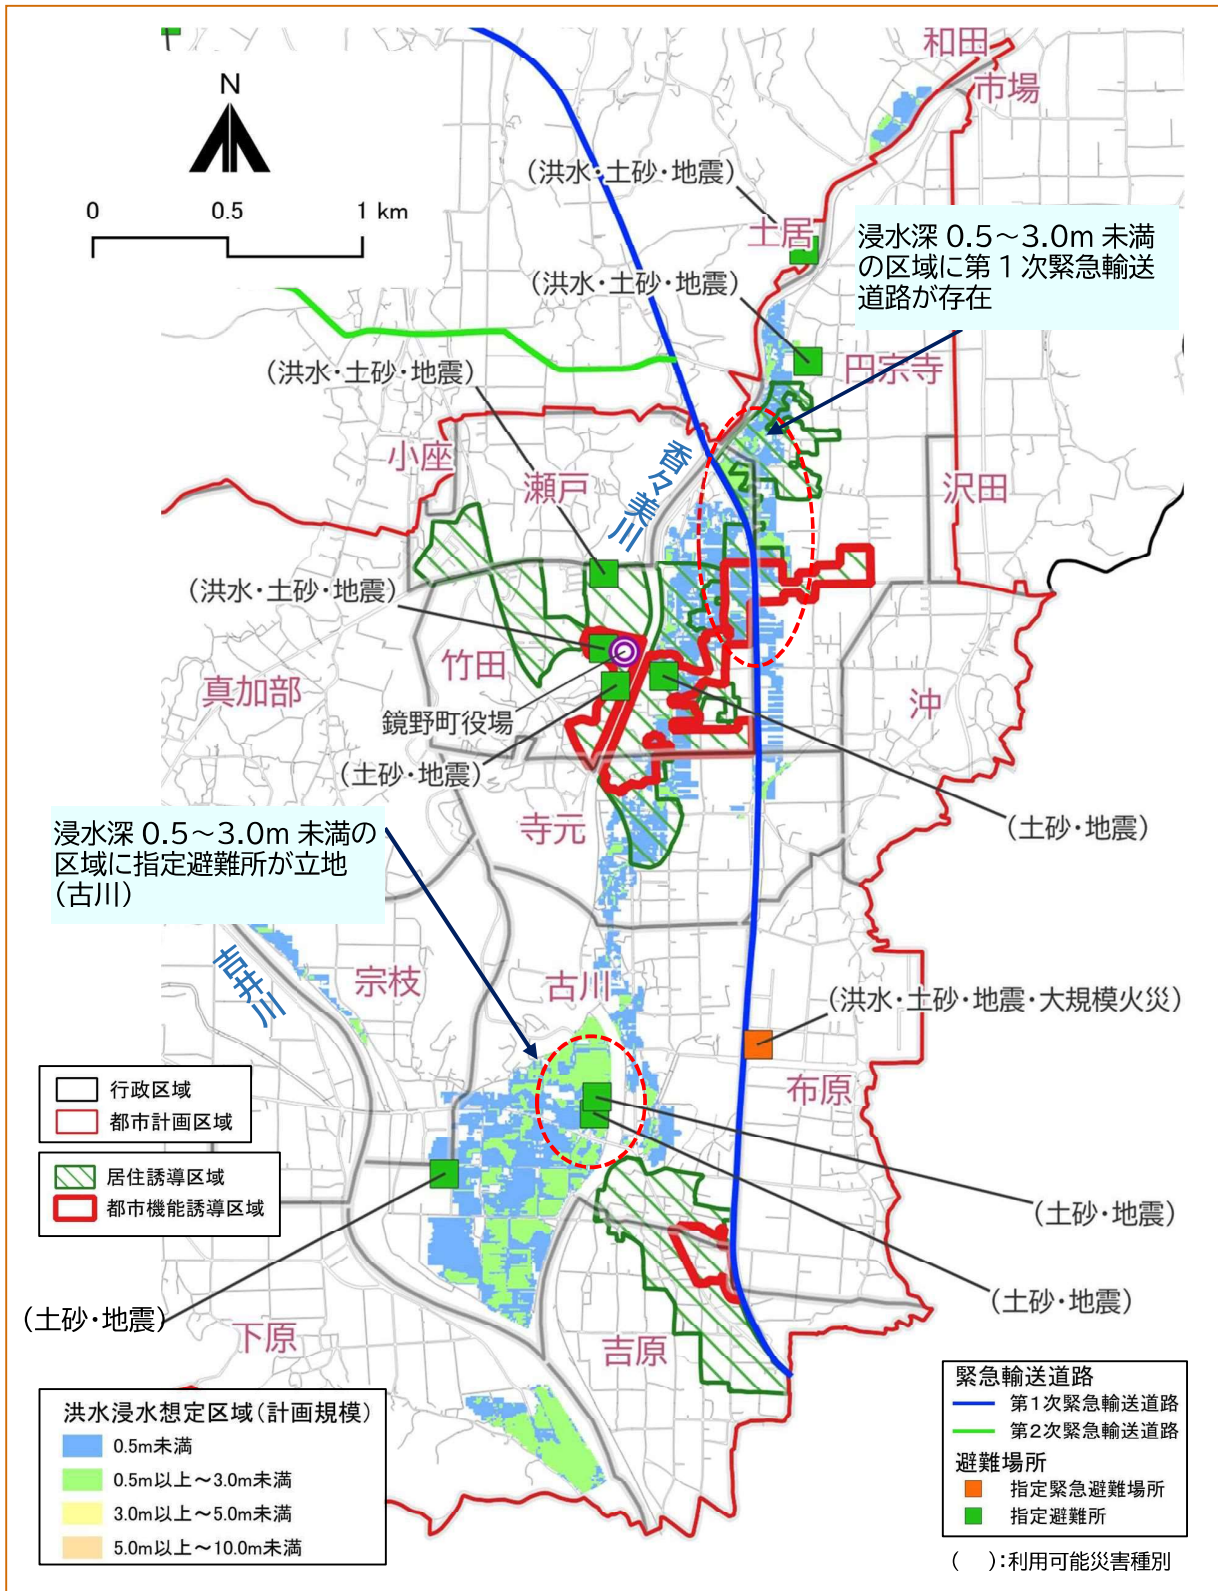 和田
市場
N
0 0.5 1 km
(洪水・土砂・地震)
土居
浸水深 0.5～3.0m 未満
の区域に第 1 次緊急輸送
道路が存在
(洪水・土砂・地震)
円宗寺
(洪水・土砂・地震)
小座
瀬戸
香々美川
沢田
(洪水・土砂・地震)
竹田
真加部
鏡野町役場
沖
(土砂・地震)
(土砂・地震)
寺元
浸水深 0.5～3.0m 未満の
区域に指定避難所が立地
(古川)
吉井川
宗枝
古川
(洪水・土砂・地震・大規模火災)
布原
行政区域
都市計画区域
居住誘導区域
都市機能誘導区域
(土砂・地震)
(土砂・地震)
(土砂・地震)
下原
吉原
洪水浸水想定区域(計画規模)
0.5m未満
0.5m以上～3.0m未満
3.0m以上～5.0m未満
5.0m以上～10.0m未満
緊急輸送道路
第1次緊急輸送道路
第2次緊急輸送道路
避難場所
指定緊急避難場所
指定避難所
(　):利用可能災害種別